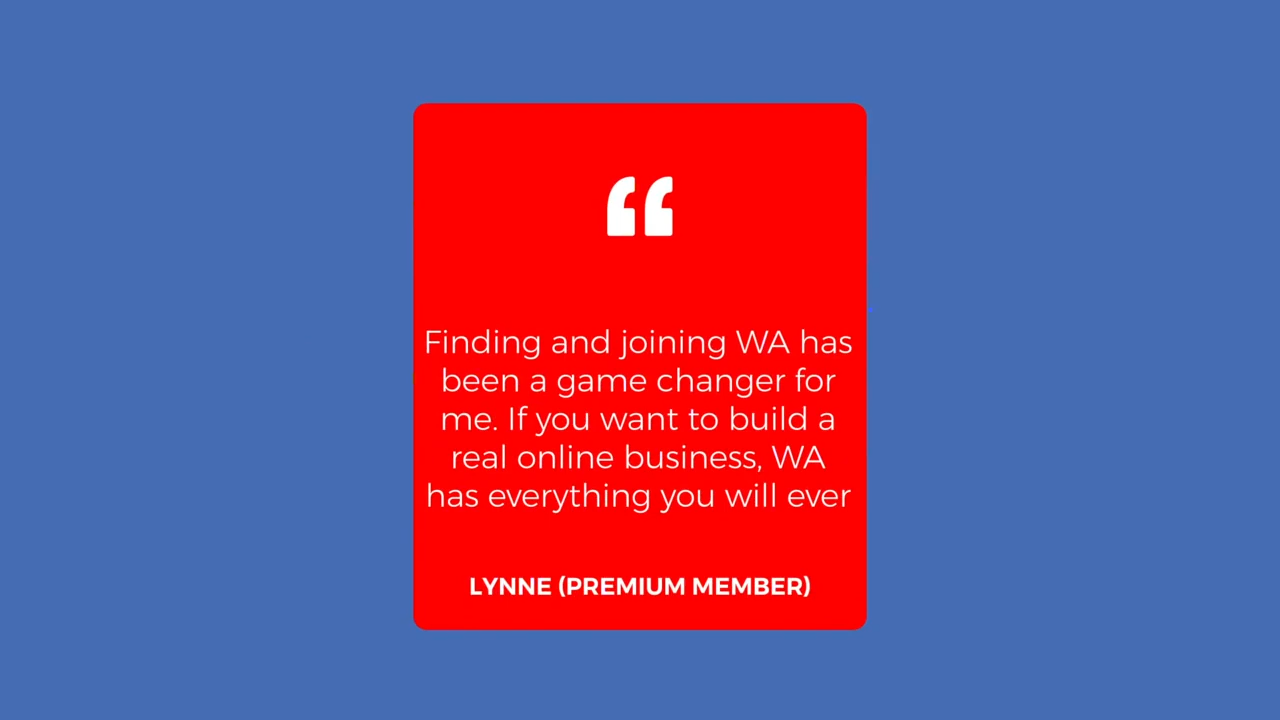 “
Finding and joining WA has
been a game changer for
me. If you want to build a
real online business, WA
has everything you will ever
LYNNE (PREMIUM MEMBER)